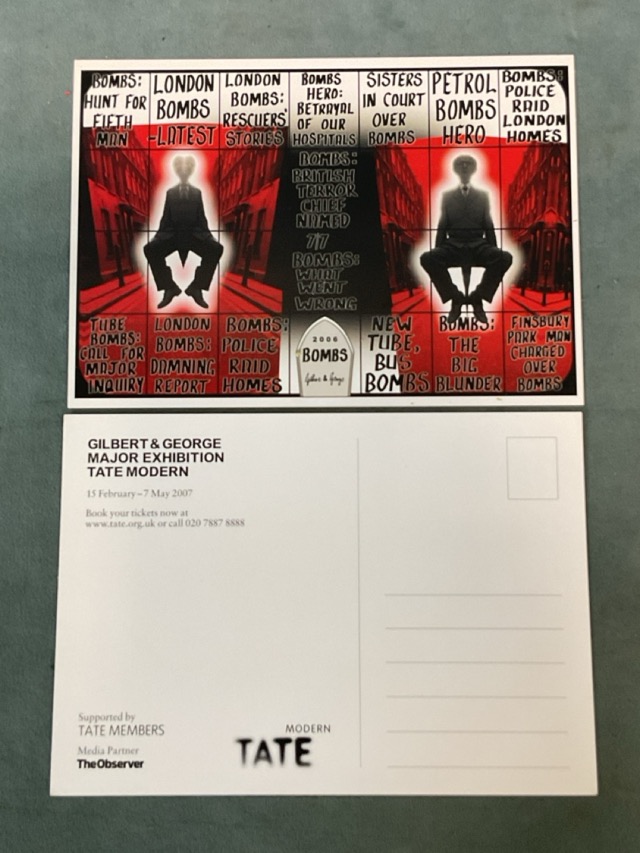 BOMBS:
HUNT FOR
FIFTH
MAN
LONDON
BOMBS
-LATEST
LONDON
BOMBS:
RESCUERS'
STORIES
BOMBS
HERO:
BETRAYAL
OF OUR
HOSPITALS
SISTERS
IN COURT
OVER
BOMBS
PETROL
BOMBS
HERO
BOMBS:
POLICE
RAID
LONDON
HOMES
BOMBS:
BRITISH
TERROR
CHIEF
NAMED
7/7
BOMBS:
WHAT
WENT
WRONG
TUBE
BOMBS:
CALL FOR
MAJOR
INQUIRY
LONDON
BOMBS:
DAMNING
REPORT
BOMBS:
POLICE
RAID
HOMES
2006
BOMBS
Gilbert & George
NEW
TUBE,
BUS
BOMBS
BOMBS:
THE
BIG
BLUNDER
FINSBURY
PARK MAN
CHARGED
OVER
BOMBS
GILBERT & GEORGE
MAJOR EXHIBITION
TATE MODERN
15 February – 7 May 2007
Book your tickets now at
www.tate.org.uk or call 020 7887 8888
Supported by
TATE MEMBERS
Media Partner
The Observer
MODERN
TATE